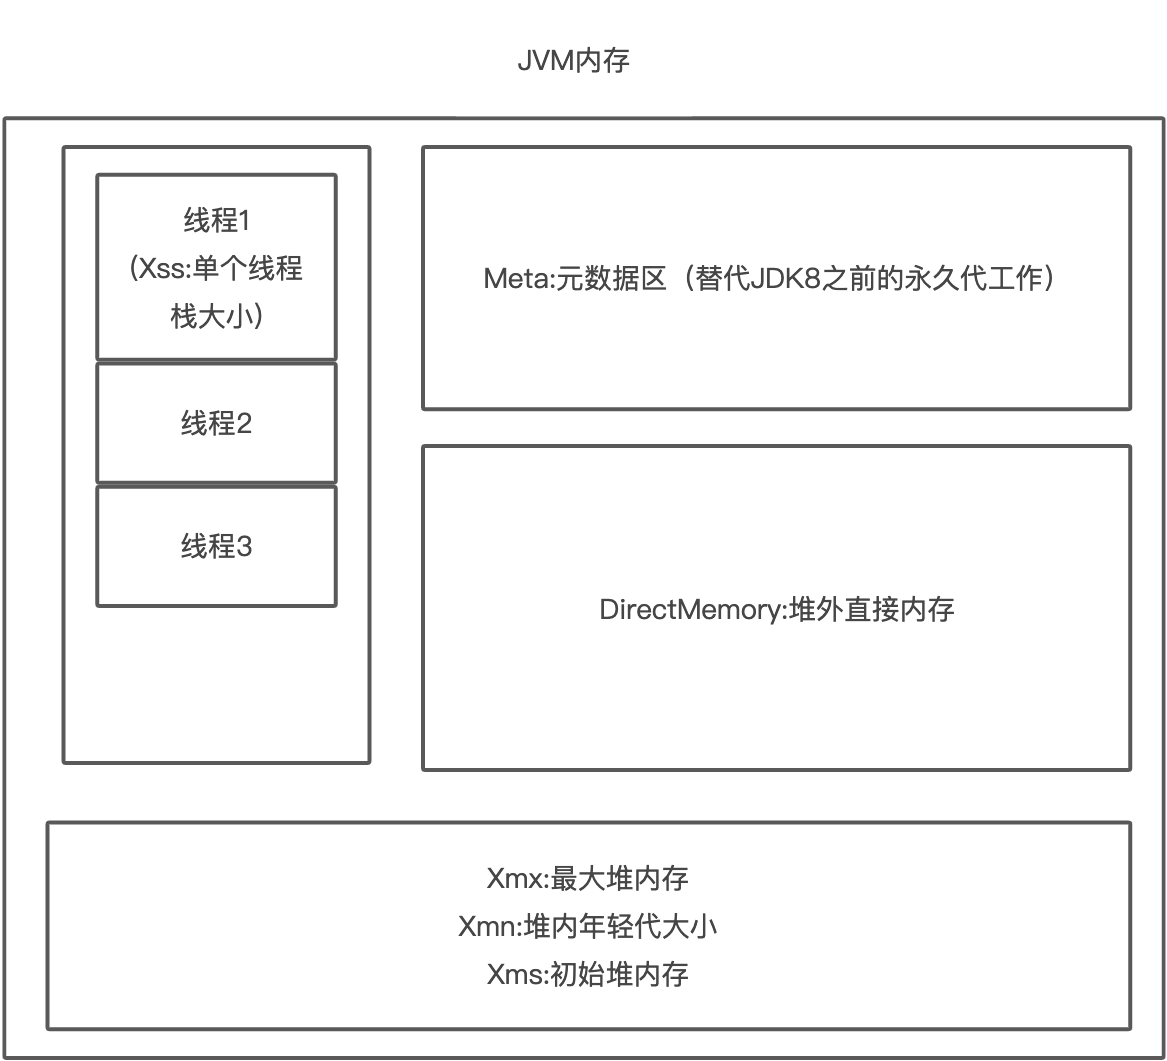 JVM内存
线程1
(Xss:单个线程
栈大小)
线程2
线程3
Meta:元数据区（替代JDK8之前的永久代工作）
DirectMemory:堆外直接内存
Xmx:最大堆内存
Xmn:堆内年轻代大小
Xms:初始堆内存